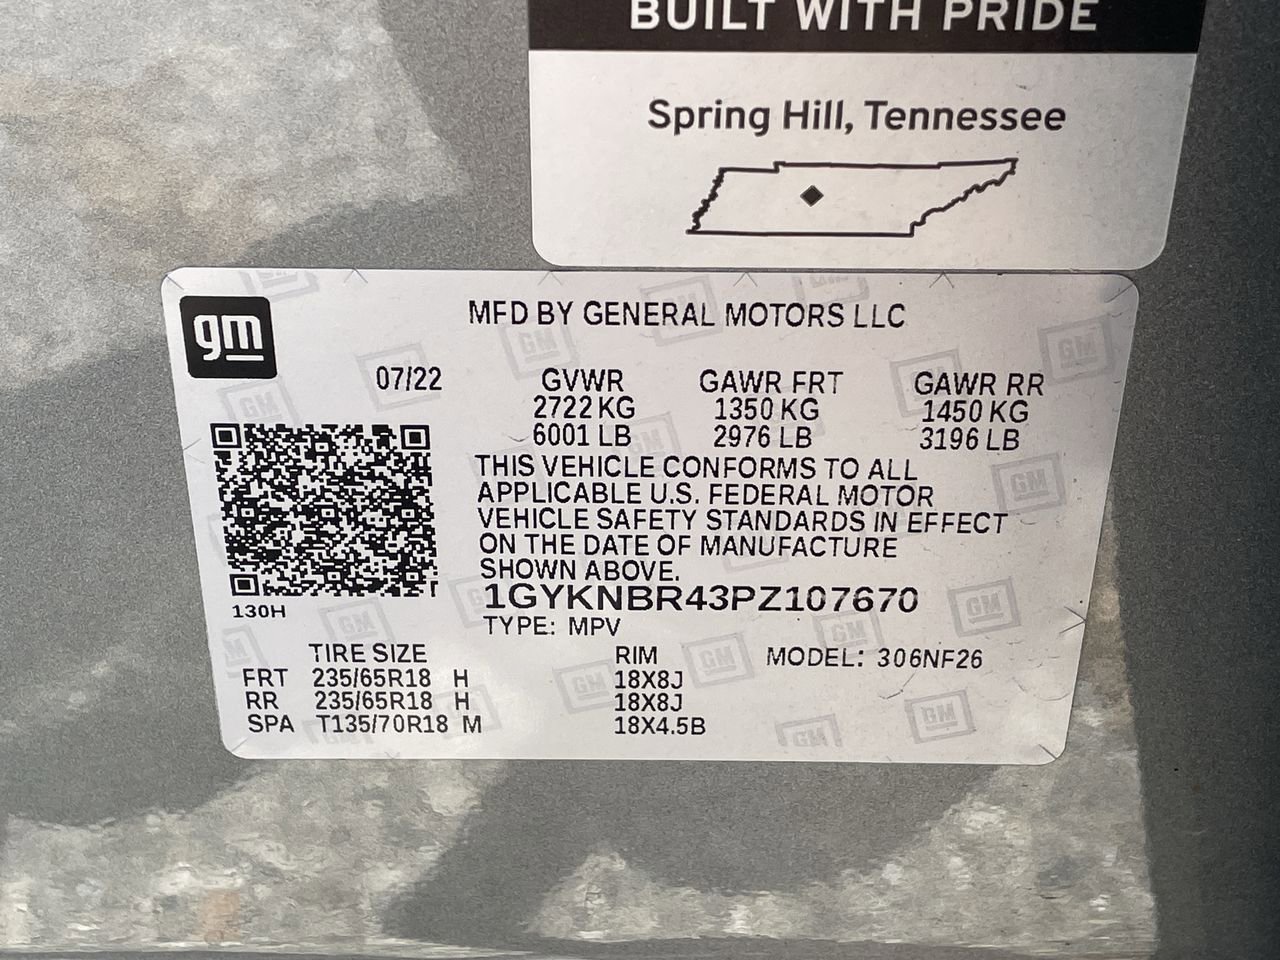 BUILT WITH PRIDE
Spring Hill, Tennessee
gm
MFD BY GENERAL MOTORS LLC
07/22 GVWR GAWR FRT GAWR RR
2722 KG 1350 KG 1450 KG
6001 LB 2976 LB 3196 LB
THIS VEHICLE CONFORMS TO ALL
APPLICABLE U.S. FEDERAL MOTOR
VEHICLE SAFETY STANDARDS IN EFFECT
ON THE DATE OF MANUFACTURE
SHOWN ABOVE.
1GYKNBR43PZ107670
130H
TYPE: MPV
TIRE SIZE RIM MODEL: 306NF26
FRT 235/65R18 H 18X8J
RR 235/65R18 H 18X8J
SPA T135/70R18 M 18X4.5B